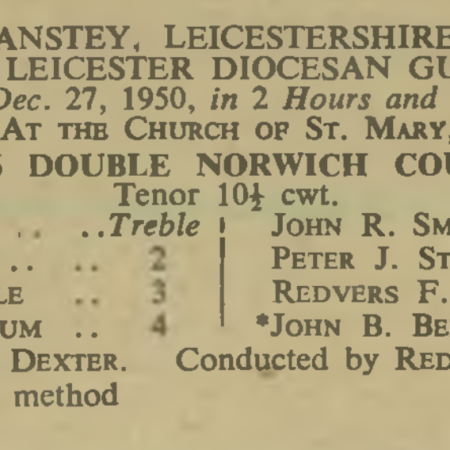 ANSTEY, LEICESTERSHIRE
LEICESTER DIOCESAN GU
Dec. 27, 1950, in 2 Hours and
AT THE CHURCH OF ST. MARY,
S DOUBLE NORWICH COU
Tenor 10½ cwt.
.. ..Treble | JOHN R. SM
.. .. 2 PETER J. ST
LE .. 3 REDVERS F.
UM .. 4 *JOHN B. BE
DEXTER. Conducted by RED
method